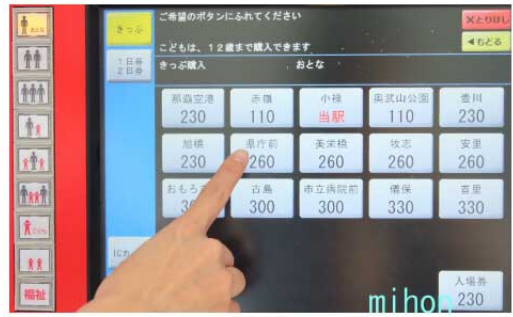 おとな
福祉
きっぷ
1日券
2日券
ご希望のボタンにふれてください
こどもは、12歳まで購入できます
きっぷ購入
おとな
×とりけし
◀もどる
那覇空港
230
赤嶺
110
小禄
当駅
奥武山公園
110
壺川
230
旭橋
230
県庁前
260
美栄橋
260
牧志
260
安里
260
おもろ
古島
300
市立病院前
300
儀保
330
首里
330
入場券
230
mihon